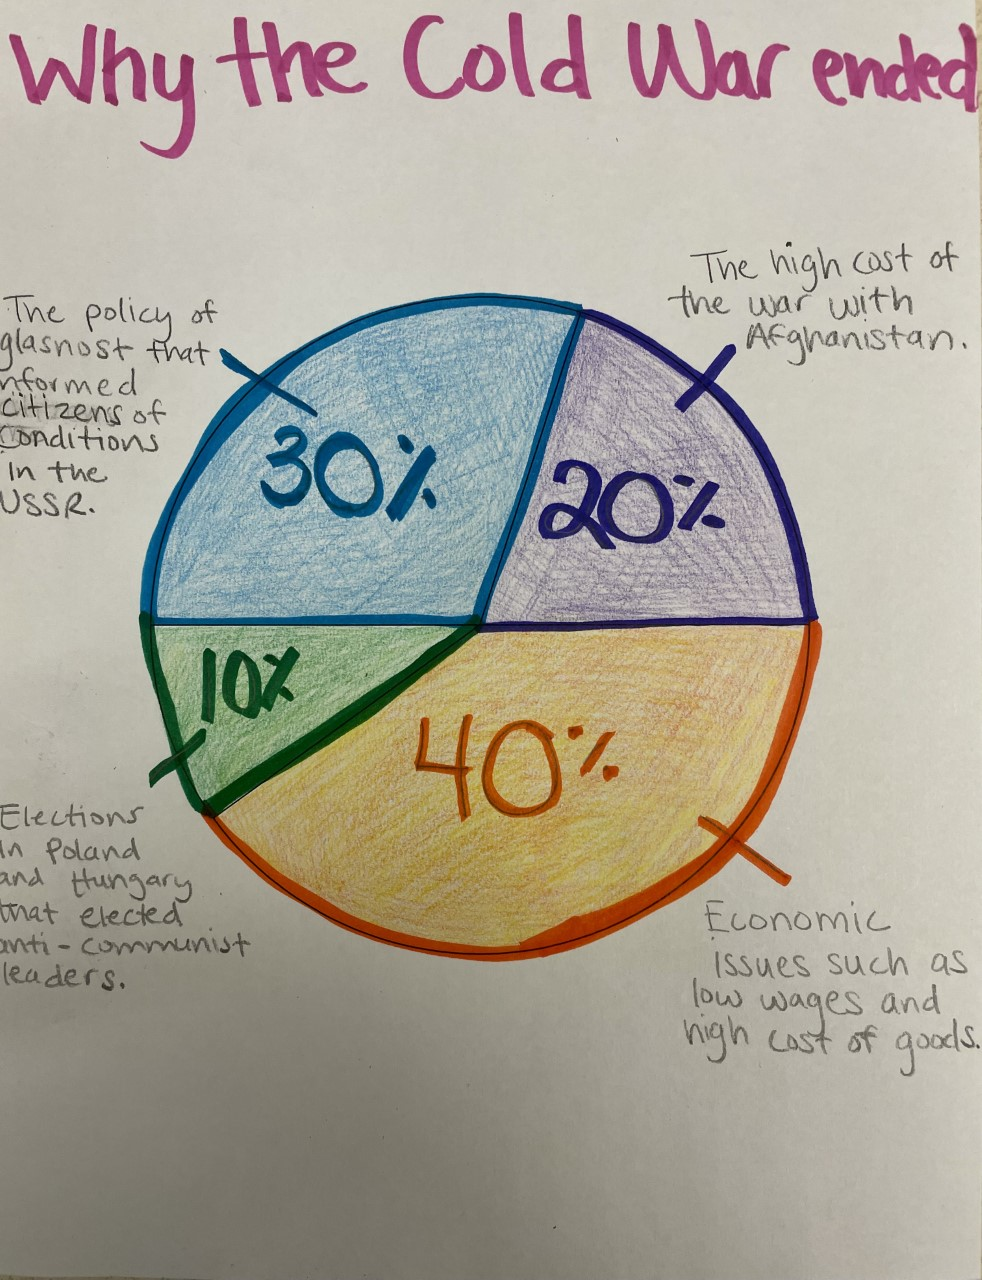 Why the Cold War ended
The high cost of
the war with
Afghanistan.
The policy of
glasnost that
nformed
citizens of
Conditions
in the
USSR.
30%
20%
10%
40%
Elections
in Poland
and Hungary
that elected
anti-communist
leaders.
Economic
issues such as
low wages and
high cost of goods.